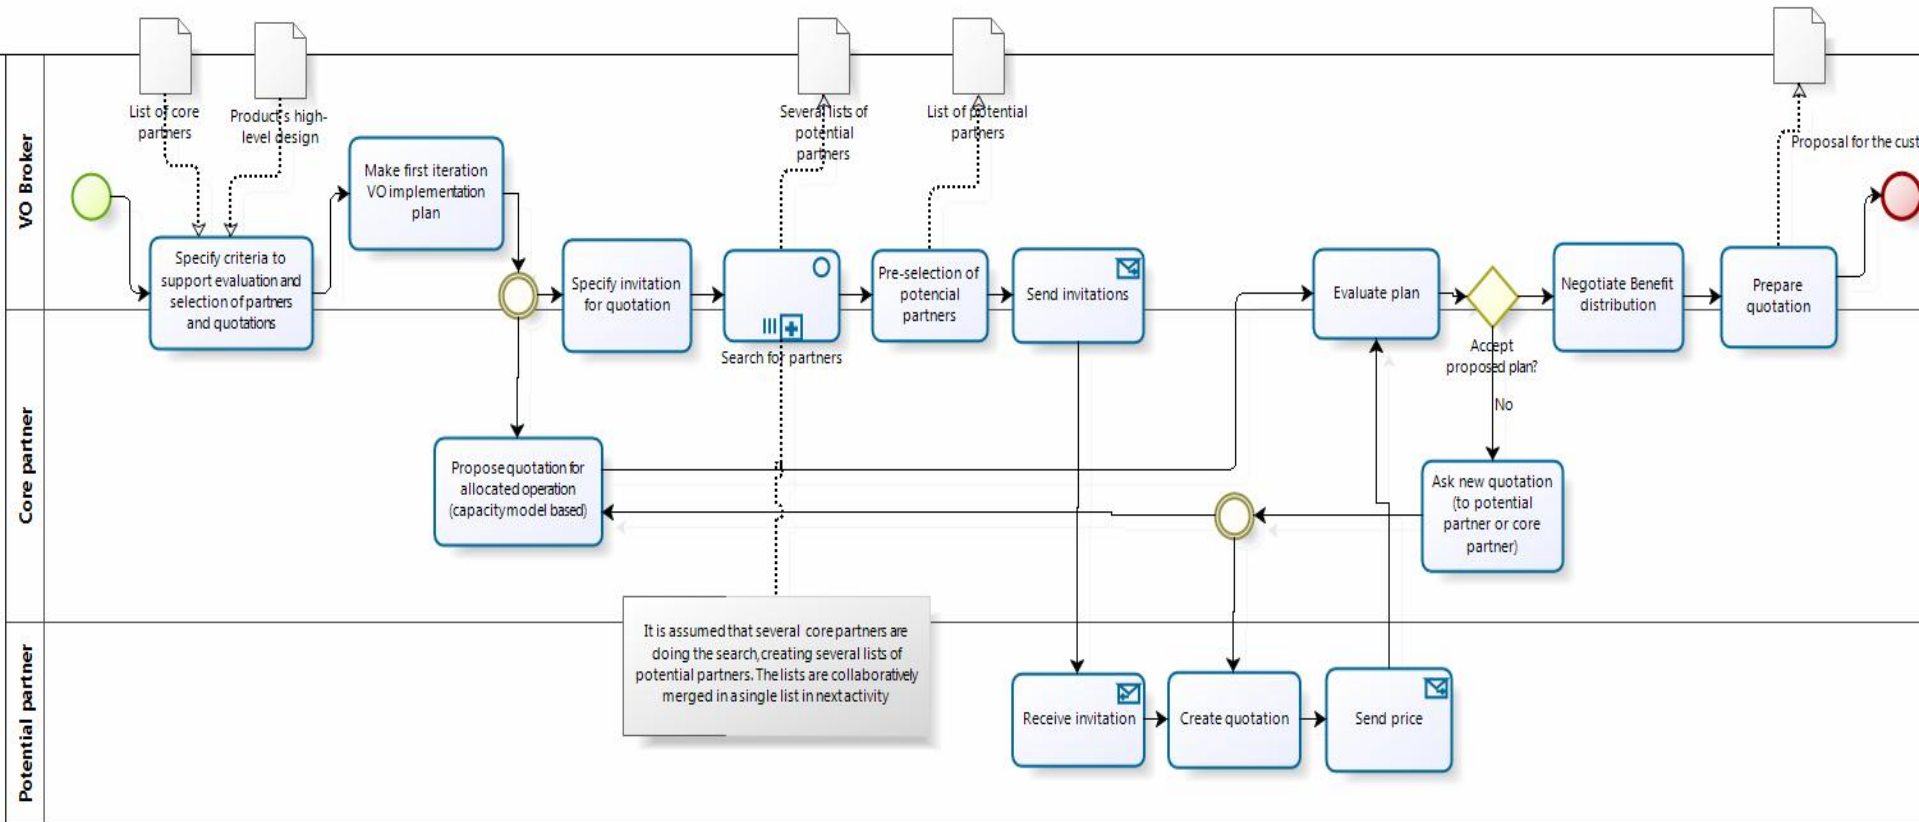 VO Broker
Core partner
Potential partner
List of core
partners
Product's high-
level design
Several lists of
potential
partners
List of potential
partners
Proposal for the cust
Make first iteration
VO implementation
plan
Specify criteria to
support evaluation and
selection of partners
and quotations
Specify invitation
for quotation
Search for partners
Pre-selection of
potencial
partners
Send invitations
Evaluate plan
Accept
proposed plan?
No
Negotiate Benefit
distribution
Prepare
quotation
Propose quotation for
allocated operation
(capacity model based)
Ask new quotation
(to potential
partner or core
partner)
It is assumed that several core partners are
doing the search, creating several lists of
potential partners. The lists are collaboratively
merged in a single list in next activity
Receive invitation
Create quotation
Send price